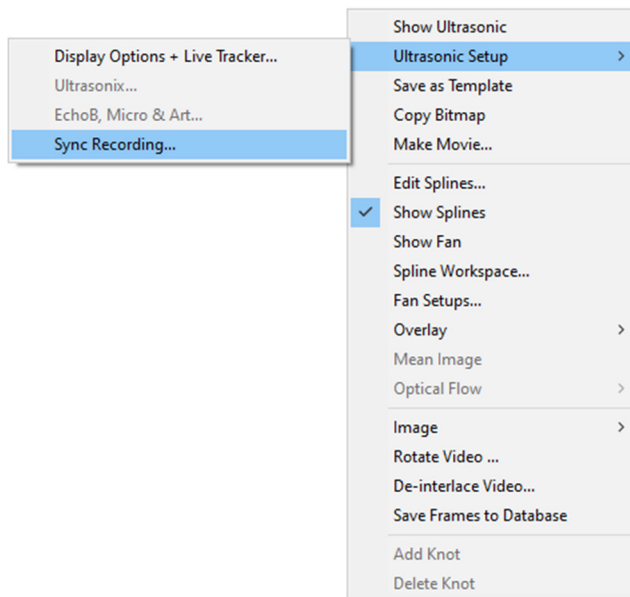 Show Ultrasonic
Ultrasonic Setup
Display Options + Live Tracker...
Ultrasonix...
EchoB, Micro & Art...
Sync Recording...
Save as Template
Copy Bitmap
Make Movie...
Edit Splines...
Show Splines
Show Fan
Spline Workspace...
Fan Setups...
Overlay
Mean Image
Optical Flow
Image
Rotate Video ...
De-interlace Video...
Save Frames to Database
Add Knot
Delete Knot